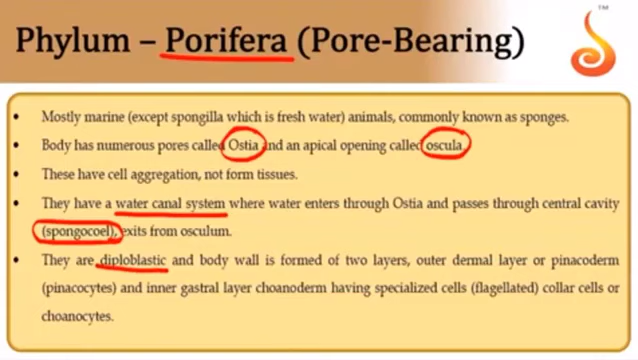 Phylum – Porifera (Pore-Bearing)
TM
• Mostly marine (except spongilla which is fresh water) animals, commonly known as sponges.
• Body has numerous pores called Ostia and an apical opening called oscula.
• These have cell aggregation, not form tissues.
• They have a water canal system where water enters through Ostia and passes through central cavity
(spongocoel), exits from osculum.
• They are diploblastic and body wall is formed of two layers, outer dermal layer or pinacoderm
(pinacocytes) and inner gastral layer choanoderm having specialized cells (flagellated) collar cells or
choanocytes.